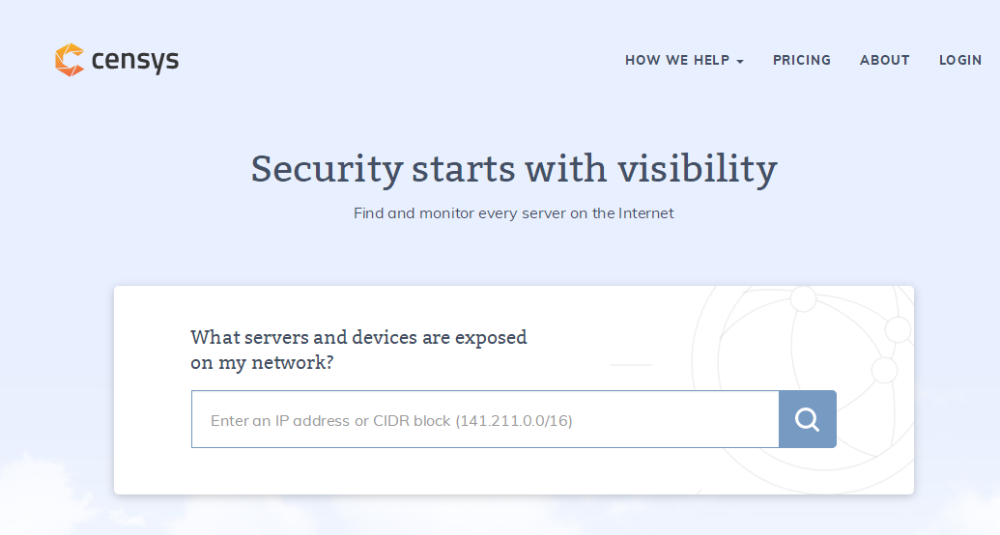 censys
HOW WE HELP
PRICING
ABOUT
LOGIN
Security starts with visibility
Find and monitor every server on the Internet
What servers and devices are exposed
on my network?
Enter an IP address or CIDR block (141.211.0.0/16)